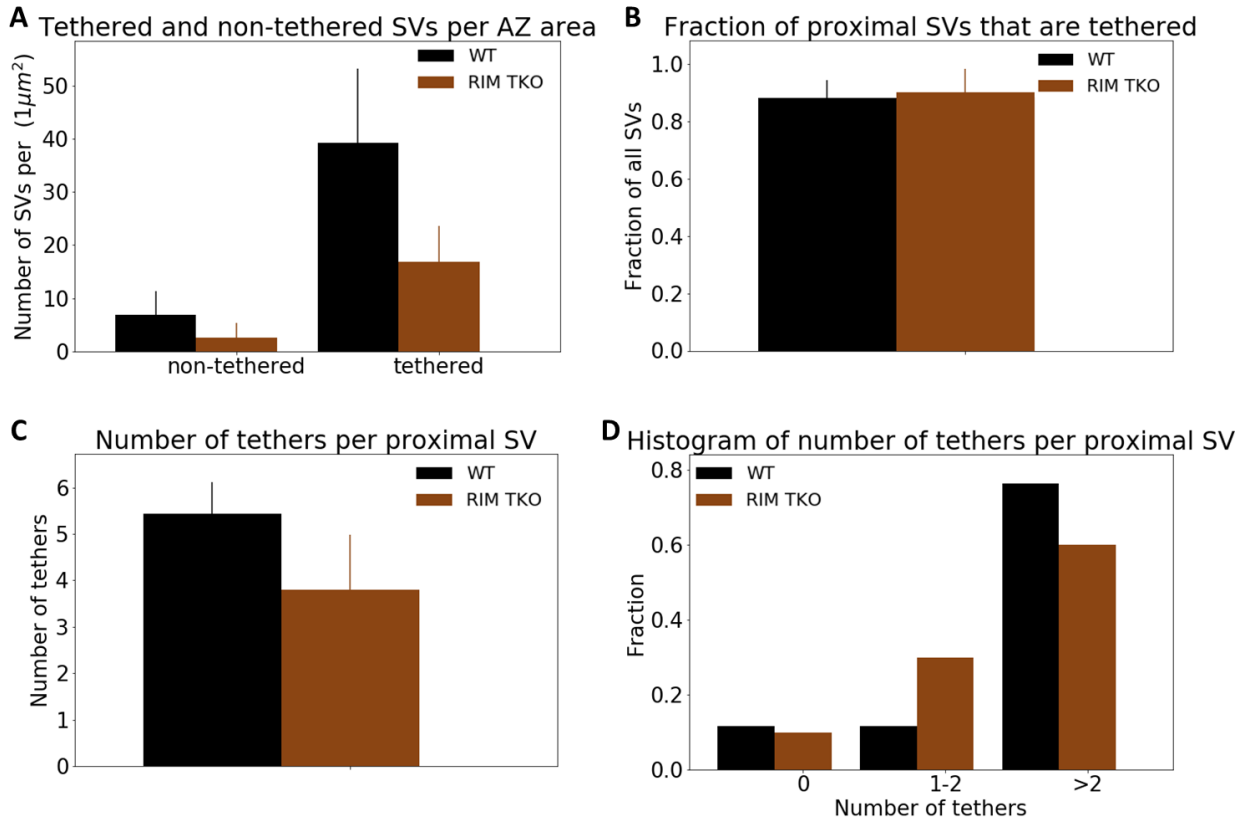 A
Tethered and non-tethered SVs per AZ area
WT
RIM TKO
Number of SVs per (1μm²)
50
40
30
20
10
0
non-tethered
tethered
B
Fraction of proximal SVs that are tethered
WT
RIM TKO
Fraction of all SVs
1.0
0.8
0.6
0.4
0.2
0.0
C
Number of tethers per proximal SV
WT
RIM TKO
Number of tethers
6
5
4
3
2
1
0
D
Histogram of number of tethers per proximal SV
WT
RIM TKO
Fraction
0.8
0.6
0.4
0.2
0.0
0
1-2
>2
Number of tethers